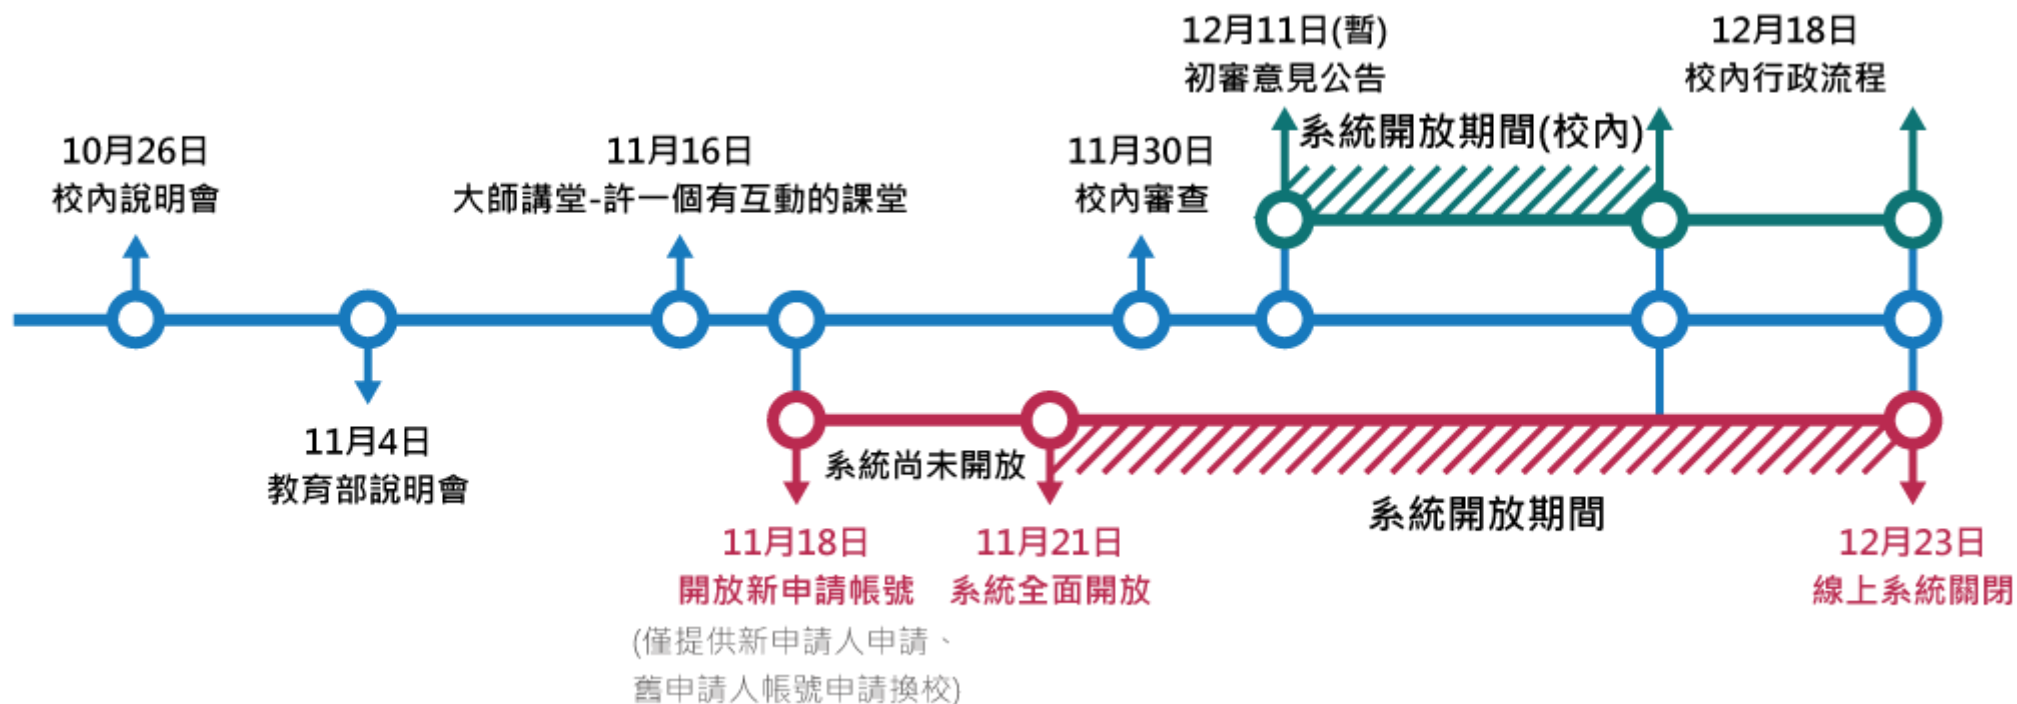 12月11日(暫)
初審意見公告
12月18日
校內行政流程
系統開放期間(校內)
10月26日
校內說明會
11月16日
大師講堂-許一個有互動的課堂
11月30日
校內審查
11月4日
教育部說明會
系統尚未開放
系統開放期間
11月18日
開放新申請帳號
(僅提供新申請人申請、
舊申請人帳號申請換校)
11月21日
系統全面開放
12月23日
線上系統關閉